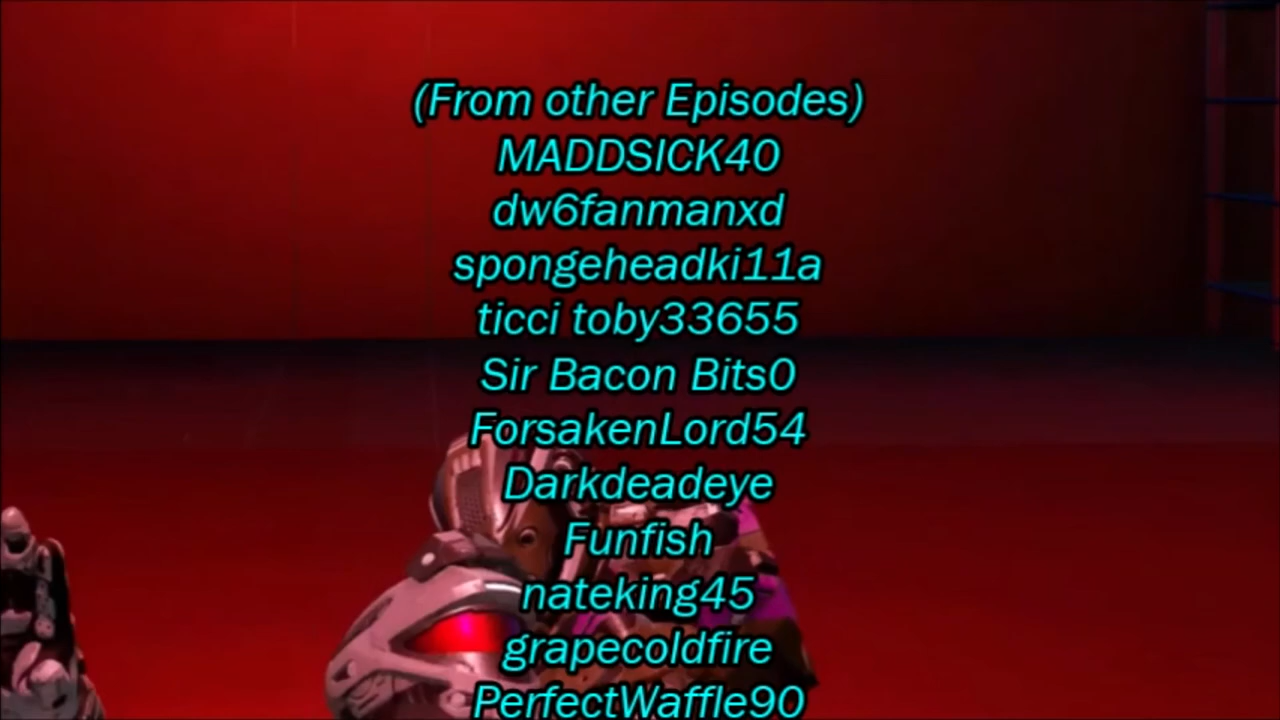 (From other Episodes)
MADDSICK40
dw6fanmanxd
spongeheadki11a
ticci toby33655
Sir Bacon Bits0
ForsakenLord54
Darkdeadeye
Funfish
nateking45
grapecoldfire
PerfectWaffle90